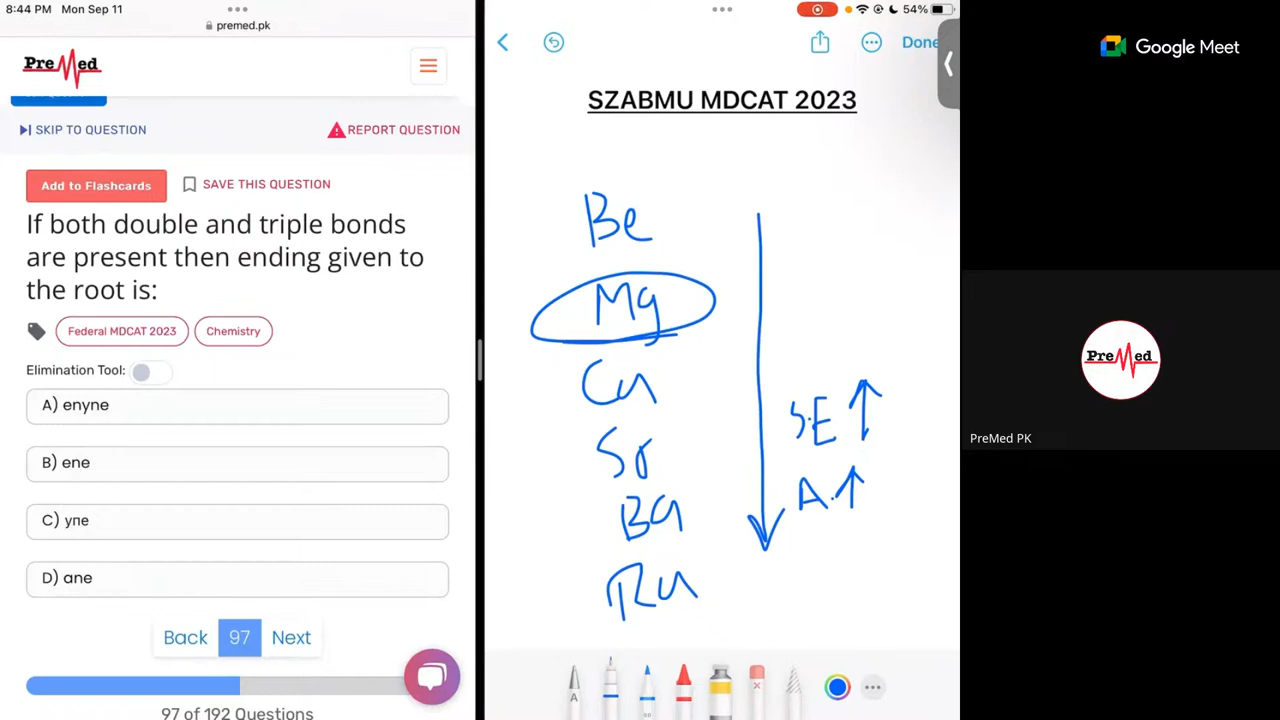 8:44 PM Mon Sep 11
premed.pk
PreMed
SKIP TO QUESTION
REPORT QUESTION
Add to Flashcards
SAVE THIS QUESTION
If both double and triple bonds
are present then ending given to
the root is:
Federal MDCAT 2023
Chemistry
Elimination Tool:
A) enyne
B) ene
C) yne
D) ane
Back 97 Next
97 of 192 Questions
54%
Done
SZABMU MDCAT 2023
Be
Mg
Ca
Sr
Ba
Ra
S.E ↑
A.↑
A
Google Meet
PreMed
PreMed PK